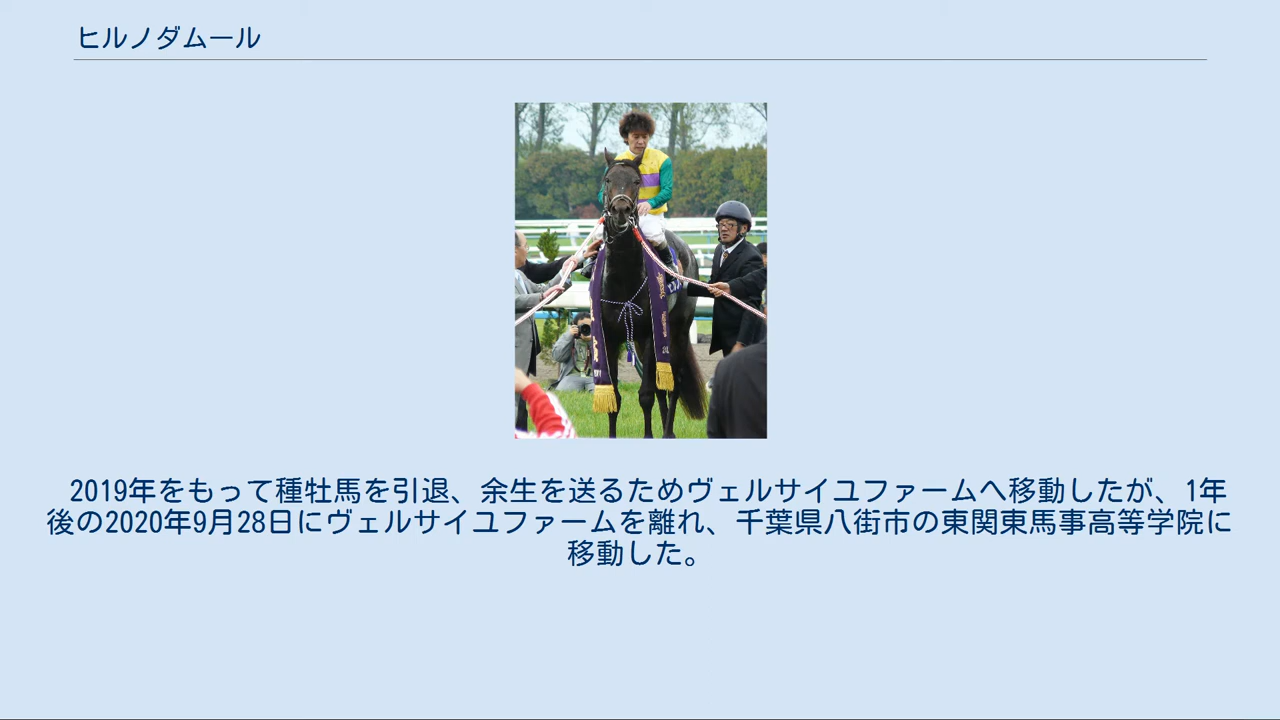 ヒルノダムール
2019年をもって種牡馬を引退、余生を送るためヴェルサイユファームへ移動したが、1年
後の2020年9月28日にヴェルサイユファームを離れ、千葉県八街市の東関東馬事高等学院に
移動した。